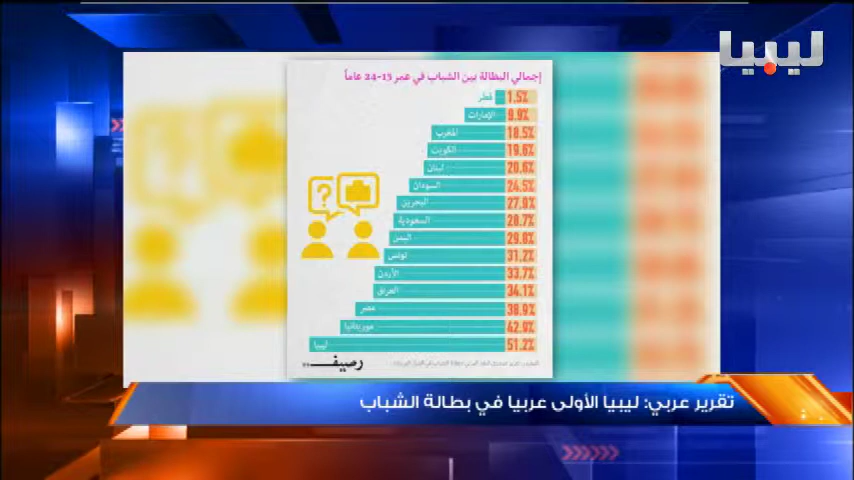 ليبيا
إجمالي البطالة بين الشباب في عمر 15-24 عاماً
قطر 1.5%
الإمارات 9.9%
المغرب 18.5%
الكويت 19.6%
لبنان 20.6%
السودان 24.5%
البحرين 27.9%
السعودية 28.7%
اليمن 29.8%
تونس 31.2%
الأردن 33.7%
العراق 34.1%
مصر 38.9%
موريتانيا 42.9%
ليبيا 51.2%
رصيف
تقرير عربي: ليبيا الأولى عربيا في بطالة الشباب